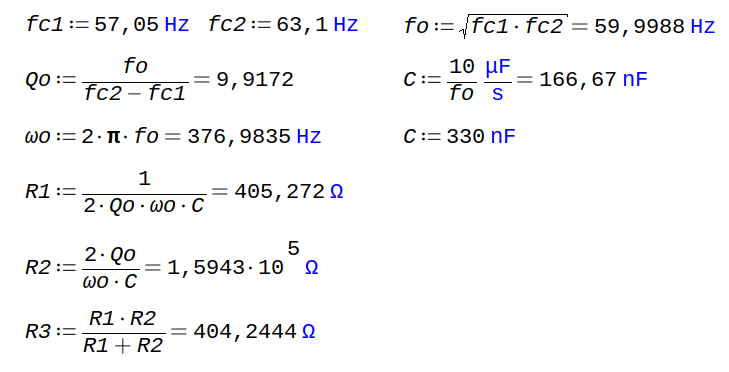 fc1:=57,05 Hz fc2:=63,1 Hz fo:=√(fc1·fc2)=59,9988 Hz
Qo:=fo/(fc2−fc1)=9,9172 C:=10/fo μF/s=166,67 nF
ωo:=2·π·fo=376,9835 Hz C:=330 nF
R1:=1/(2·Qo·ωo·C)=405,272 Ω
R2:=(2·Qo)/(ωo·C)=1,5943·10^5 Ω
R3:=(R1·R2)/(R1+R2)=404,2444 Ω